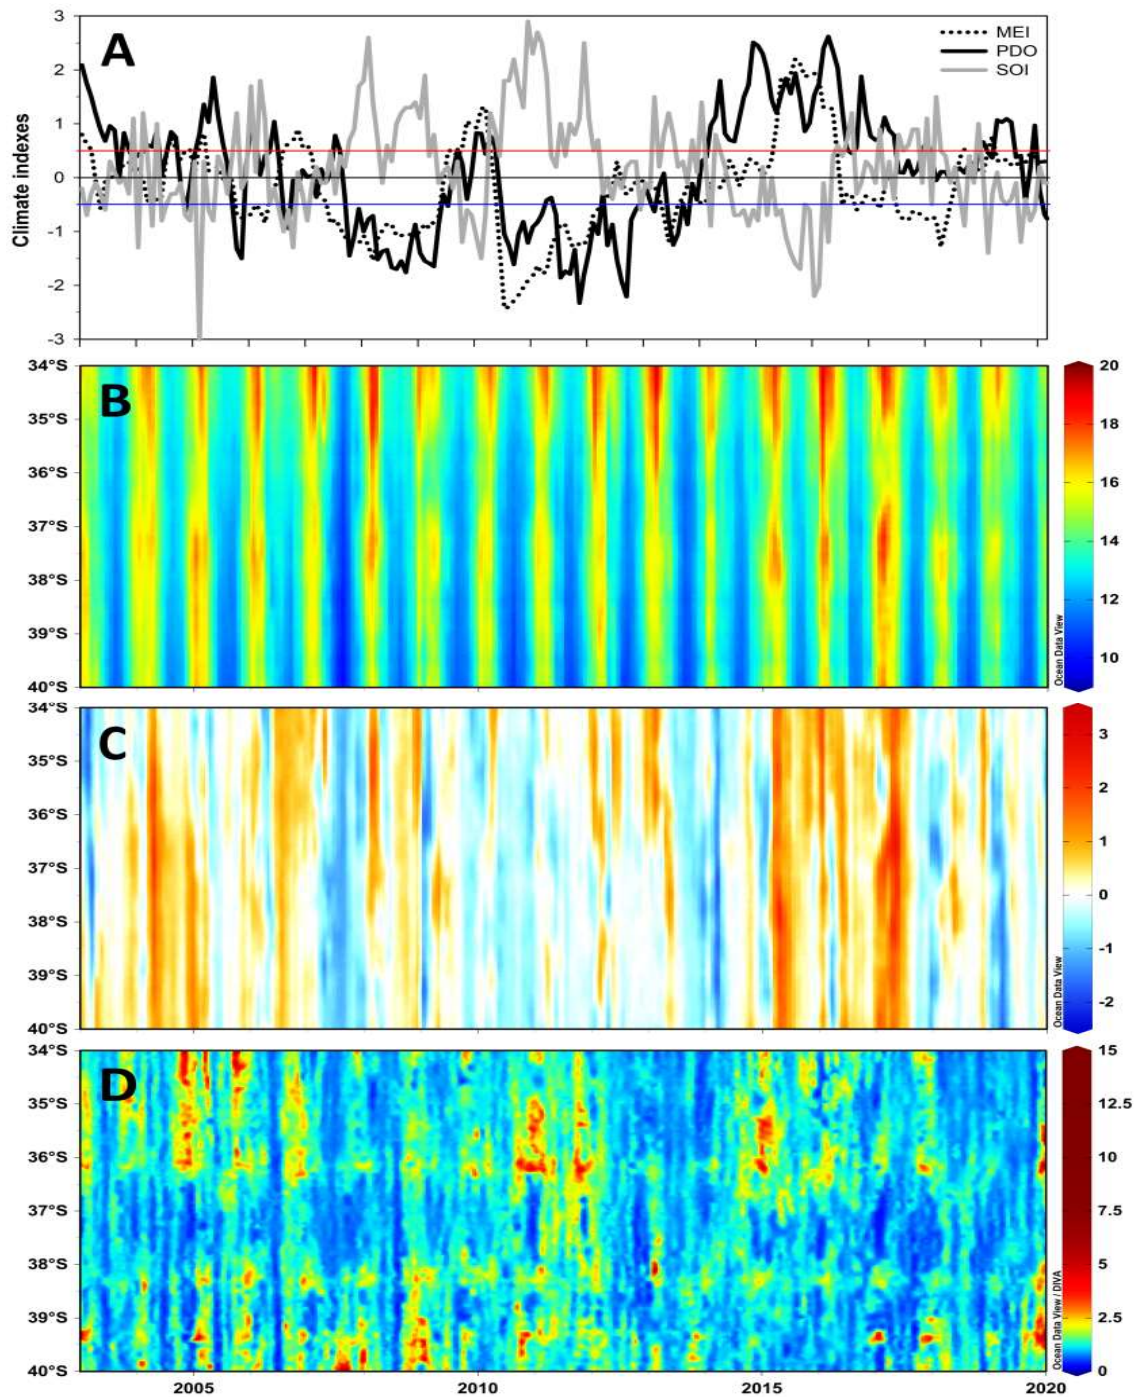 A
Climate indexes
3
2
1
0
-1
-2
-3
MEI
PDO
SOI
B
34°S
35°S
36°S
37°S
38°S
39°S
40°S
20
18
16
14
12
10
Ocean Data View
C
34°S
35°S
36°S
37°S
38°S
39°S
40°S
3
2
1
0
-1
-2
Ocean Data View
D
34°S
35°S
36°S
37°S
38°S
39°S
40°S
15
12.5
10
7.5
5
2.5
0
Ocean Data View / DIVA
2005 2010 2015 2020